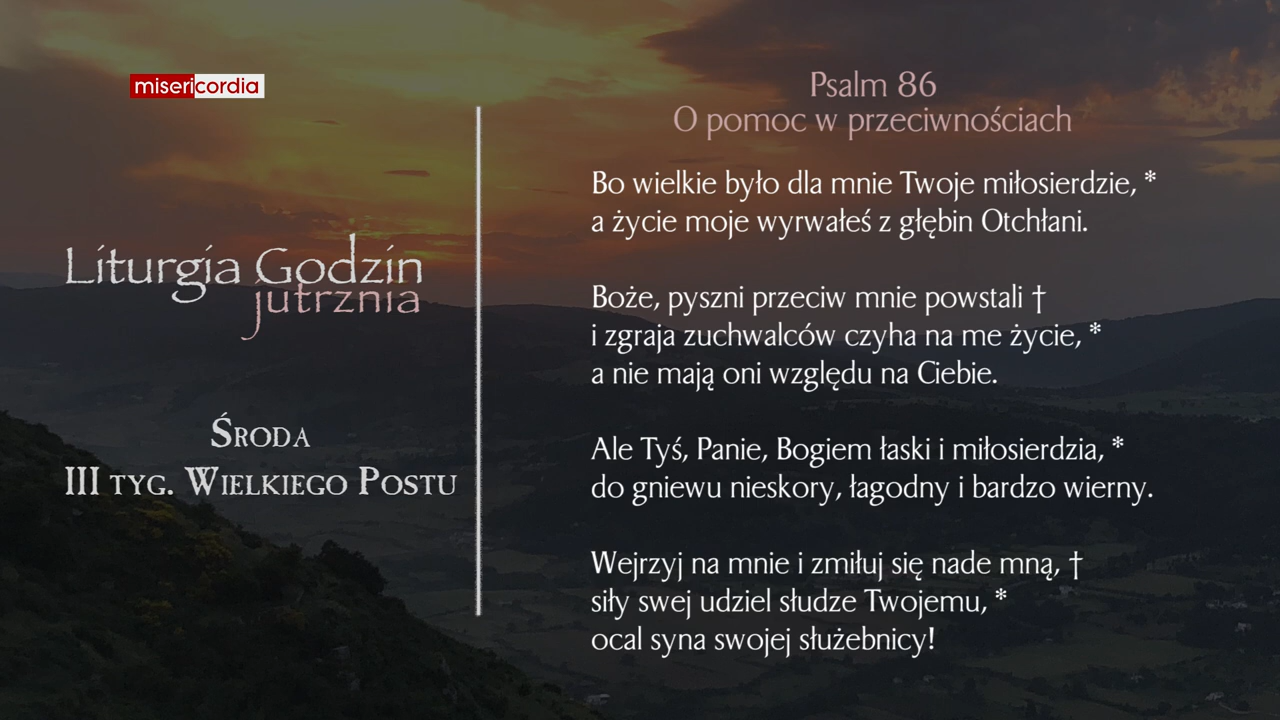 misericordia
Liturgia Godzin
jutrznia
Środa
III tyg. Wielkiego Postu
Psalm 86
O pomoc w przeciwnościach
Bo wielkie było dla mnie Twoje miłosierdzie, *
a życie moje wyrwałeś z głębin Otchłani.
Boże, pyszni przeciw mnie powstali †
i zgraja zuchwalców czyha na me życie, *
a nie mają oni względu na Ciebie.
Ale Tyś, Panie, Bogiem łaski i miłosierdzia, *
do gniewu nieskory, łagodny i bardzo wierny.
Wejrzyj na mnie i zmiłuj się nade mną, †
siły swej udziel słudze Twojemu, *
ocal syna swojej służebnicy!